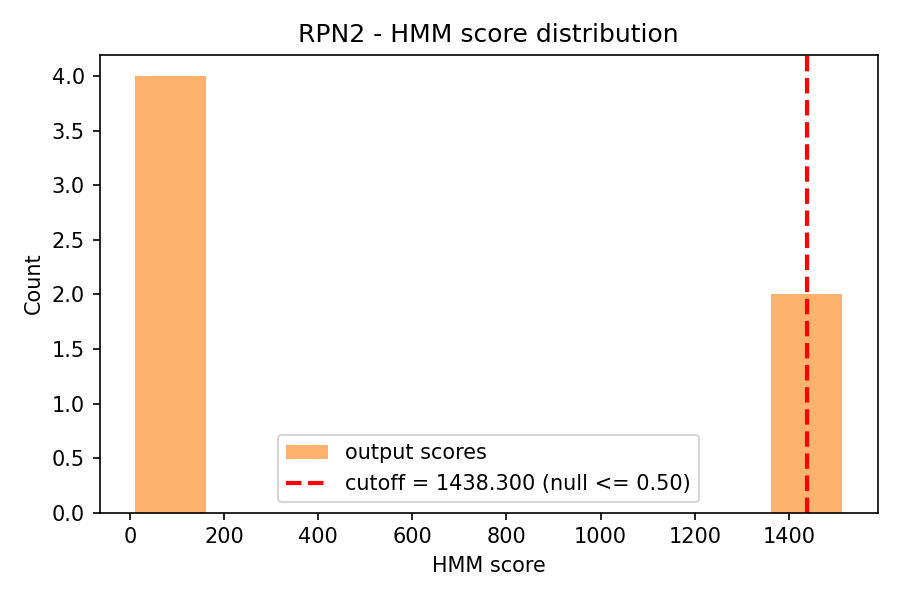 RPN2 - HMM score distribution
4.0
3.5
3.0
2.5
2.0
1.5
1.0
0.5
0.0
Count
output scores
cutoff = 1438.300 (null <= 0.50)
0 200 400 600 800 1000 1200 1400
HMM score